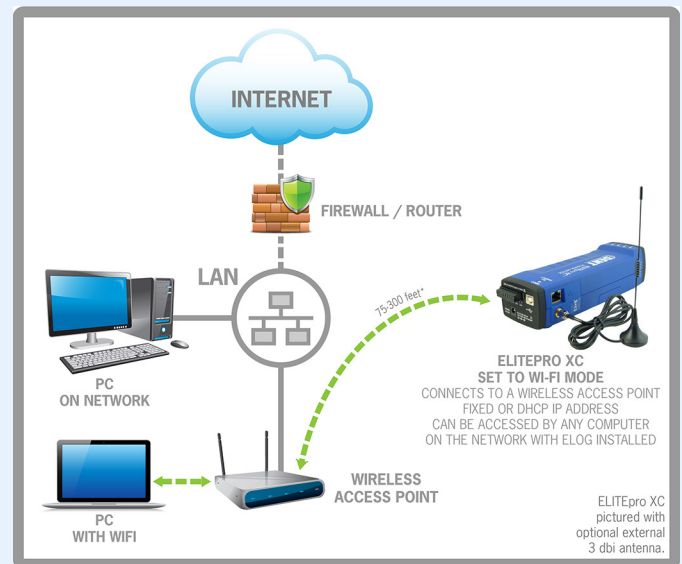 INTERNET
FIREWALL / ROUTER
LAN
75-300 feet*
PC
ON NETWORK
ELITEPRO XC
SET TO WI-FI MODE
CONNECTS TO A WIRELESS ACCESS POINT
FIXED OR DHCP IP ADDRESS
CAN BE ACCESSED BY ANY COMPUTER
ON THE NETWORK WITH ELOG INSTALLED
WIRELESS
ACCESS POINT
PC
WITH WIFI
ELITEpro XC
pictured with
optional external
3 dbi antenna.